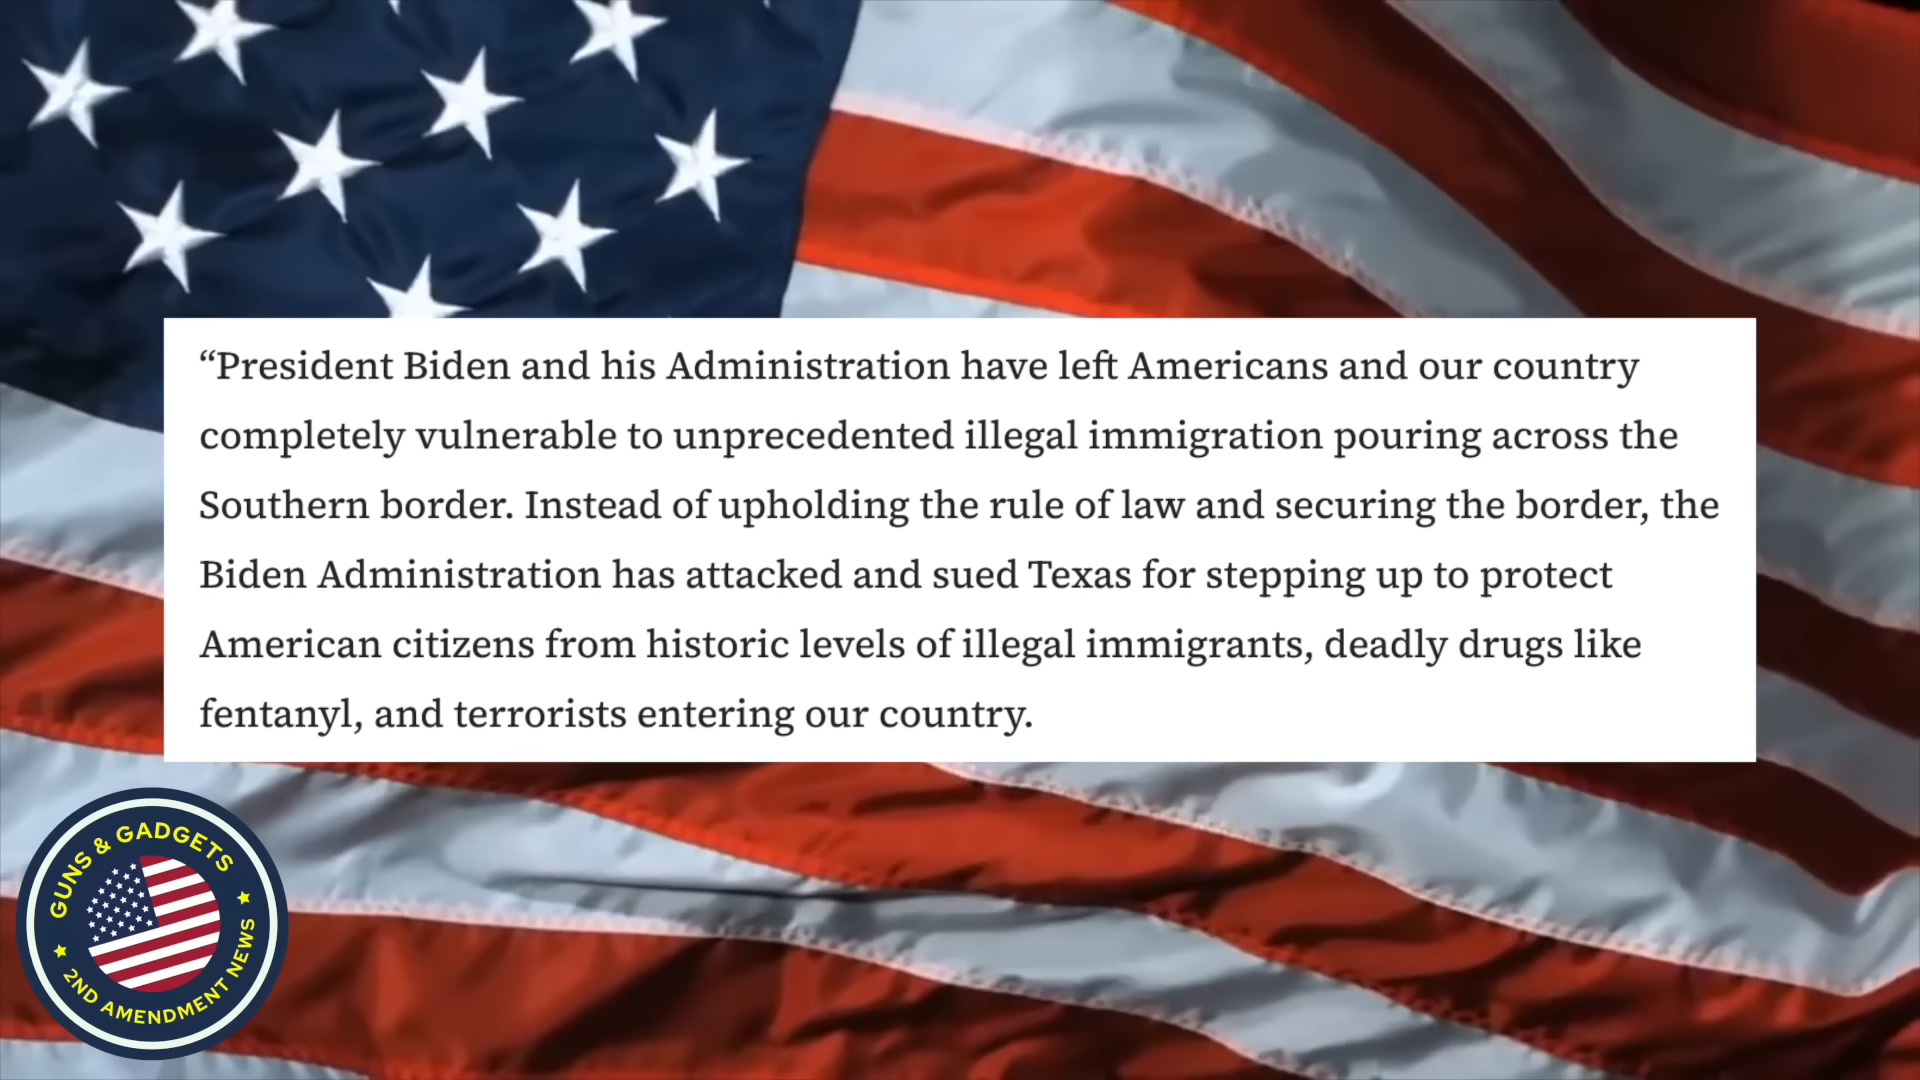 “President Biden and his Administration have left Americans and our country
completely vulnerable to unprecedented illegal immigration pouring across the
Southern border. Instead of upholding the rule of law and securing the border, the
Biden Administration has attacked and sued Texas for stepping up to protect
American citizens from historic levels of illegal immigrants, deadly drugs like
fentanyl, and terrorists entering our country.
GUNS & GADGETS
2ND AMENDMENT NEWS